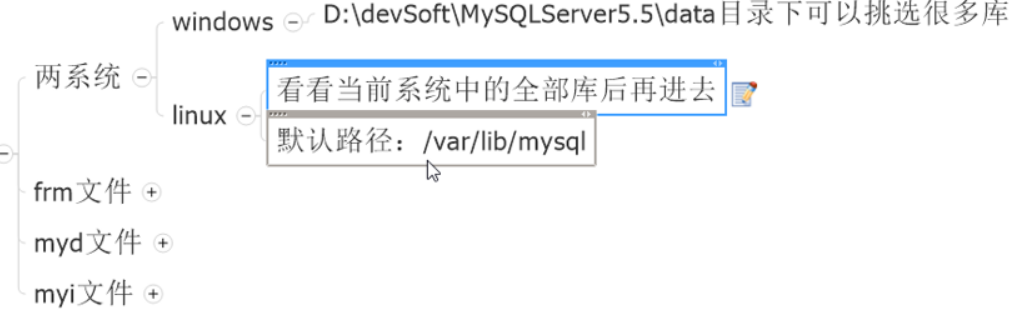 windows
D:\devSoft\MySQLServer5.5\data目录下可以挑选很多库
两系统
看看当前系统中的全部库后再进去
linux
默认路径：/var/lib/mysql
frm文件
myd文件
myi文件